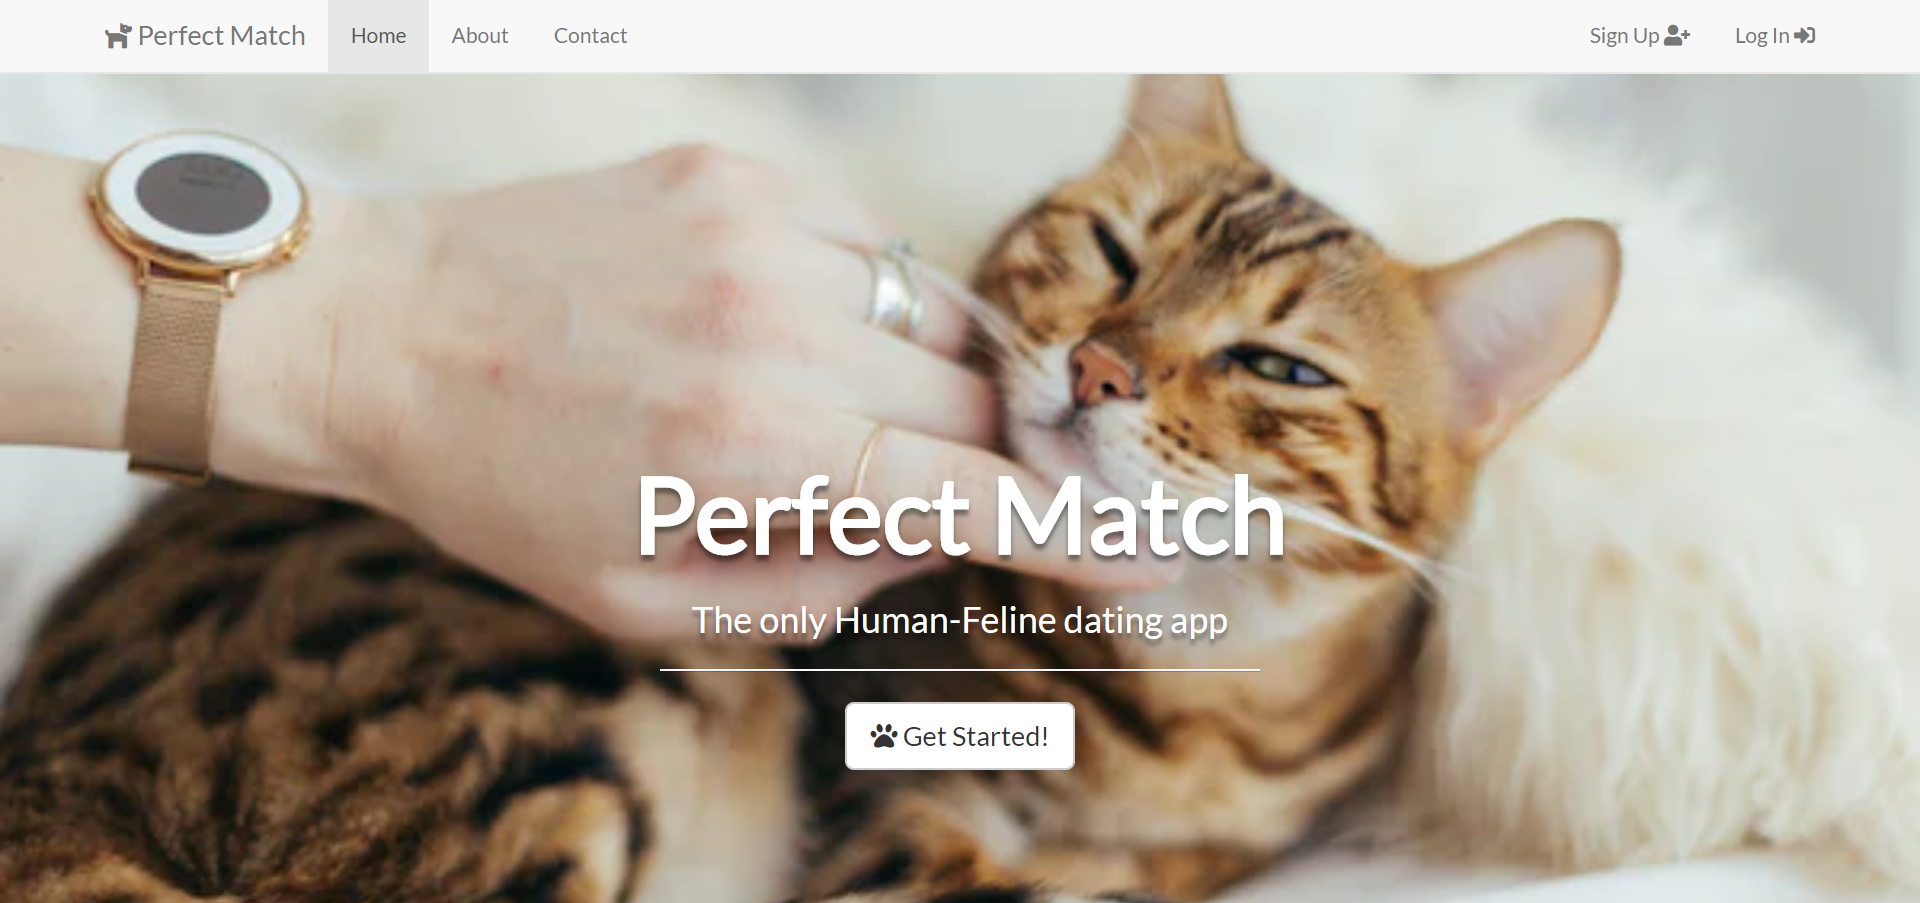 Perfect Match Home About Contact Sign Up Log In
Perfect Match
The only Human-Feline dating app
Get Started!